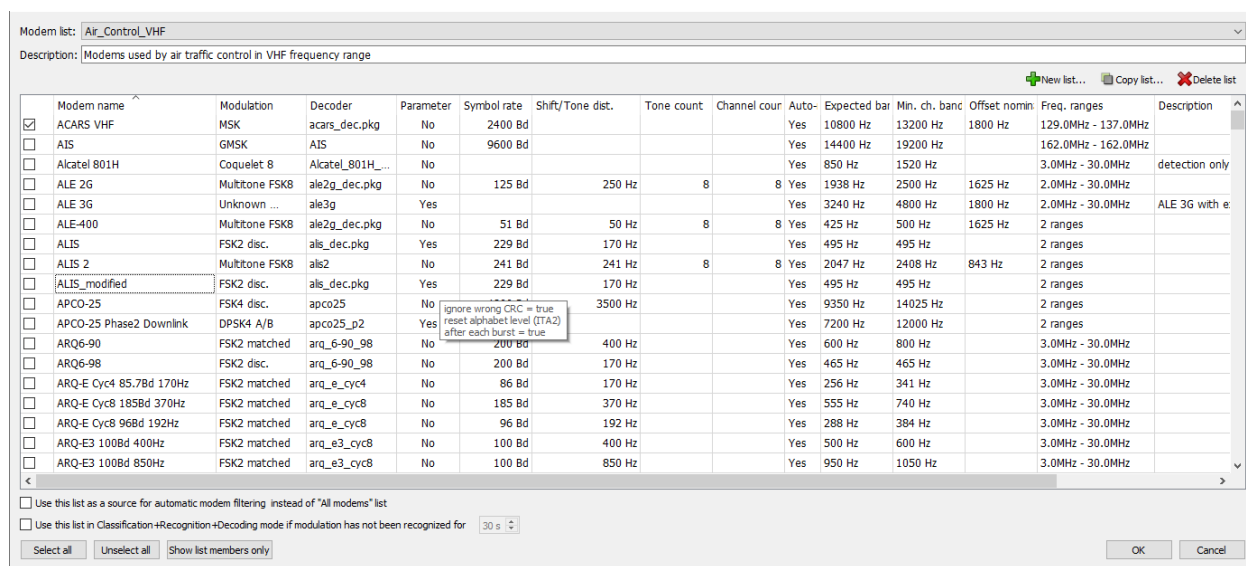 Modem list: Air_Control_VHF
Description: Modems used by air traffic control in VHF frequency range
New list... Copy list... Delete list
Modem name Modulation Decoder Parameter Symbol rate Shift/Tone dist. Tone count Channel cour Auto- Expected bar Min. ch. band Offset nomin Freq. ranges Description
ACARS VHF MSK acars_dec.pkg No 2400 Bd Yes 10800 Hz 13200 Hz 1800 Hz 129.0MHz - 137.0MHz
AIS GMSK AIS No 9600 Bd Yes 14400 Hz 19200 Hz 162.0MHz - 162.0MHz
Alcatel 801H Coquelet 8 Alcatel_801H_... No Yes 850 Hz 1520 Hz 3.0MHz - 30.0MHz detection only
ALE 2G Multitone FSK8 ale2g_dec.pkg No 125 Bd 250 Hz 8 8 Yes 1938 Hz 2500 Hz 1625 Hz 2.0MHz - 30.0MHz
ALE 3G Unknown ... ale3g Yes Yes 3240 Hz 4800 Hz 1800 Hz 2.0MHz - 30.0MHz ALE 3G with e
ALE-400 Multitone FSK8 ale2g_dec.pkg No 51 Bd 50 Hz 8 8 Yes 425 Hz 500 Hz 1625 Hz 2 ranges
ALIS FSK2 disc. alis_dec.pkg Yes 229 Bd 170 Hz Yes 495 Hz 495 Hz 2 ranges
ALIS 2 Multitone FSK8 alis2 No 241 Bd 241 Hz 8 8 Yes 2047 Hz 2408 Hz 843 Hz 2 ranges
ALIS_modified FSK2 disc. alis_dec.pkg Yes 229 Bd 170 Hz Yes 495 Hz 495 Hz 2 ranges
APCO-25 FSK4 disc. apco25 No 3500 Hz Yes 9350 Hz 14025 Hz 2 ranges
ignore wrong CRC = true
reset alphabet level (ITA2)
after each burst = true
APCO-25 Phase2 Downlink DPSK4 A/B apco25_p2 Yes Yes 7200 Hz 12000 Hz 2 ranges
ARQ6-90 FSK2 matched arq_6-90_98 No 200 Bd 400 Hz Yes 600 Hz 800 Hz 3.0MHz - 30.0MHz
ARQ6-98 FSK2 disc. arq_6-90_98 No 200 Bd 170 Hz Yes 465 Hz 465 Hz 3.0MHz - 30.0MHz
ARQ-E Cyc4 85.7Bd 170Hz FSK2 matched arq_e_cyc4 No 86 Bd 170 Hz Yes 256 Hz 341 Hz 3.0MHz - 30.0MHz
ARQ-E Cyc8 185Bd 370Hz FSK2 matched arq_e_cyc8 No 185 Bd 370 Hz Yes 555 Hz 740 Hz 3.0MHz - 30.0MHz
ARQ-E Cyc8 96Bd 192Hz FSK2 matched arq_e_cyc8 No 96 Bd 192 Hz Yes 288 Hz 384 Hz 3.0MHz - 30.0MHz
ARQ-E3 100Bd 400Hz FSK2 matched arq_e3_cyc8 No 100 Bd 400 Hz Yes 500 Hz 600 Hz 3.0MHz - 30.0MHz
ARQ-E3 100Bd 850Hz FSK2 matched arq_e3_cyc8 No 100 Bd 850 Hz Yes 950 Hz 1050 Hz 3.0MHz - 30.0MHz
Use this list as a source for automatic modem filtering instead of "All modems" list
Use this list in Classification+Recognition+Decoding mode if modulation has not been recognized for 30 s
Select all Unselect all Show list members only OK Cancel